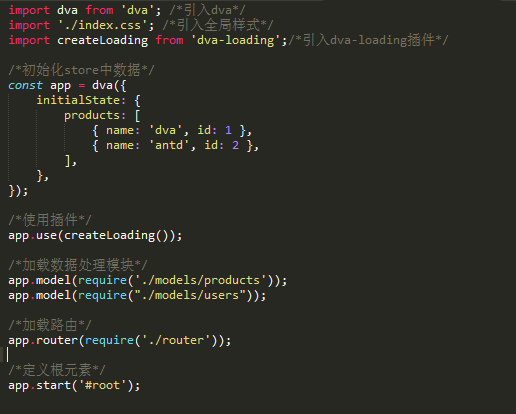 import dva from 'dva'; /*引入dva*/
import './index.css'; /*引入全局样式*/
import createLoading from 'dva-loading';/*引入dva-loading插件*/
/*初始化store中数据*/
const app = dva({
    initialState: {
        products: [
            { name: 'dva', id: 1 },
            { name: 'antd', id: 2 },
        ],
    },
});
/*使用插件*/
app.use(createLoading());
/*加载数据处理模块*/
app.model(require('./models/products'));
app.model(require("./models/users"));
/*加载路由*/
app.router(require('./router'));
/*定义根元素*/
app.start('#root');